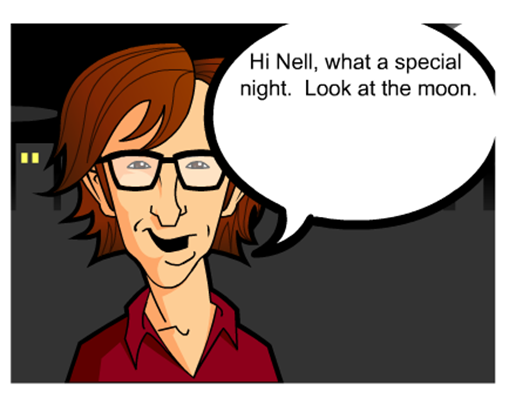 Hi Nell, what a special
night.  Look at the moon.